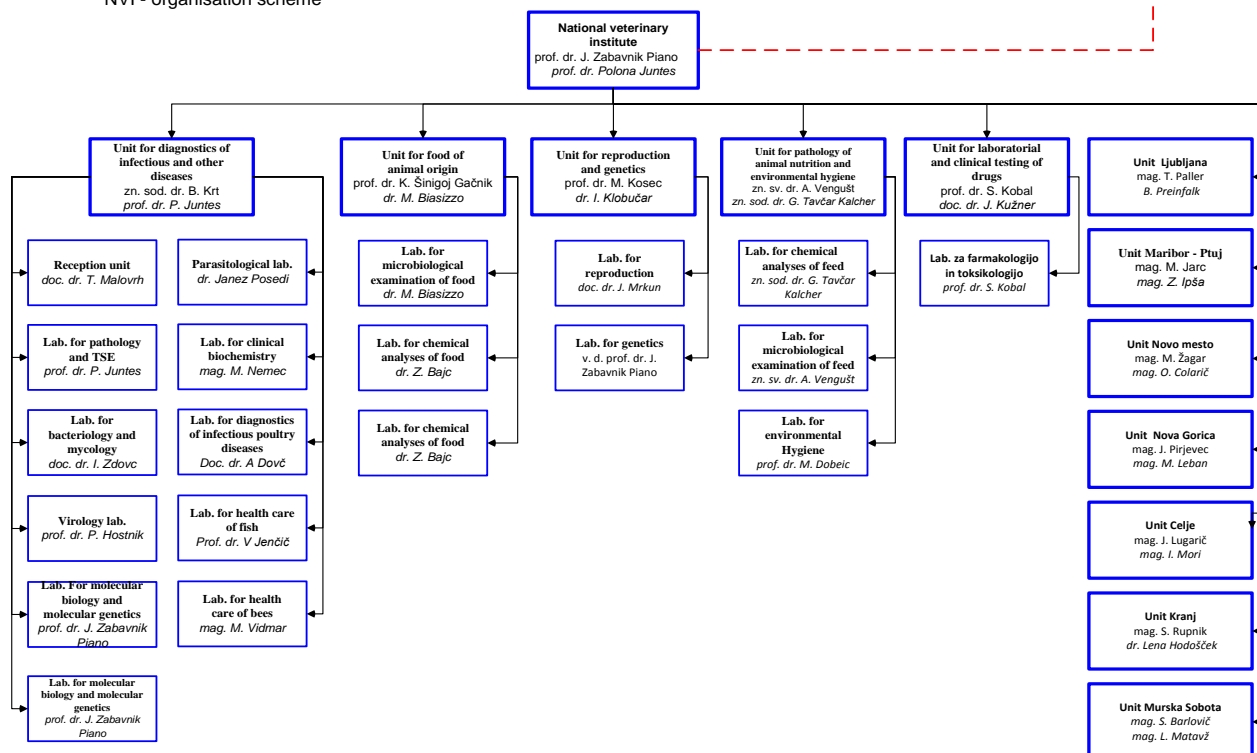 NVI - organisation scheme
National veterinary
institute
prof. dr. J. Zabavnik Piano
prof. dr. Polona Juntes
Unit for diagnostics of
infectious and other
diseases
zn. sod. dr. B. Krt
prof. dr. P. Juntes
Reception unit
doc. dr. T. Malovrh
Lab. for pathology
and TSE
prof. dr. P. Juntes
Lab. for
bacteriology and
mycology
doc. dr. I. Zdovc
Virology lab.
prof. dr. P. Hostnik
Lab. For molecular
biology and
molecular genetics
prof. dr. J. Zabavnik
Piano
Lab. for molecular
biology and molecular
genetics
prof. dr. J. Zabavnik
Piano
Parasitological lab.
dr. Janez Posedi
Lab. for clinical
biochemistry
mag. M. Nemec
Lab. for diagnostics
of infectious poultry
diseases
Doc. dr. A Dovč
Lab. for health care
of fish
Prof. dr. V Jenčič
Lab. for health
care of bees
mag. M. Vidmar
Unit for food of
animal origin
prof. dr. K. Šinigoj Gačnik
dr. M. Biasizzo
Lab. for
microbiological
examination of food
dr. M. Biasizzo
Lab. for chemical
analyses of food
dr. Z. Bajc
Lab. for chemical
analyses of food
dr. Z. Bajc
Unit for reproduction
and genetics
prof. dr. M. Kosec
dr. I. Klobučar
Lab. for
reproduction
doc. dr. J. Mrkun
Lab. for genetics
v. d. prof. dr. J.
Zabavnik Piano
Unit for pathology of
animal nutrition and
environmental hygiene
zn. sv. dr. A. Vengušt
zn. sod. dr. G. Tavčar Kalcher
Lab. for chemical
analyses of feed
zn. sod. dr. G. Tavčar
Kalcher
Lab. for
microbiological
examination of feed
zn. sv. dr. A. Vengušt
Lab. for
environmental
Hygiene
prof. dr. M. Dobeic
Unit for laboratorial
and clinical testing of
drugs
prof. dr. S. Kobal
doc. dr. J. Kužner
Lab. za farmakologijo
in toksikologijo
prof. dr. S. Kobal
Unit Ljubljana
mag. T. Paller
B. Preinfalk
Unit Maribor - Ptuj
mag. M. Jarc
mag. Z. Ipša
Unit Novo mesto
mag. M. Žagar
mag. O. Colarič
Unit Nova Gorica
mag. J. Pirjevec
mag. M. Leban
Unit Celje
mag. J. Lugarič
mag. I. Mori
Unit Kranj
mag. S. Rupnik
dr. Lena Hodošček
Unit Murska Sobota
mag. S. Barlovič
mag. L. Matavž